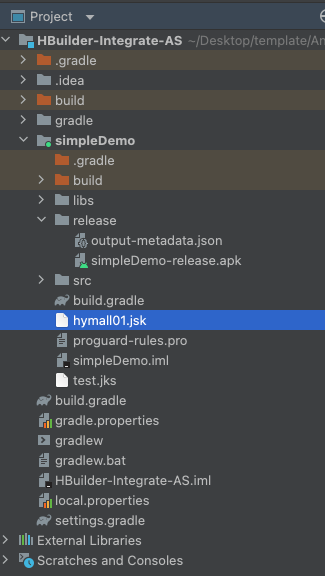 Project
HBuilder-Integrate-AS ~/Desktop/template/An
.gradle
.idea
build
gradle
simpleDemo
.gradle
build
libs
release
output-metadata.json
simpleDemo-release.apk
src
build.gradle
hymall01.jsk
proguard-rules.pro
simpleDemo.iml
test.jks
build.gradle
gradle.properties
gradlew
gradlew.bat
HBuilder-Integrate-AS.iml
local.properties
settings.gradle
External Libraries
Scratches and Consoles